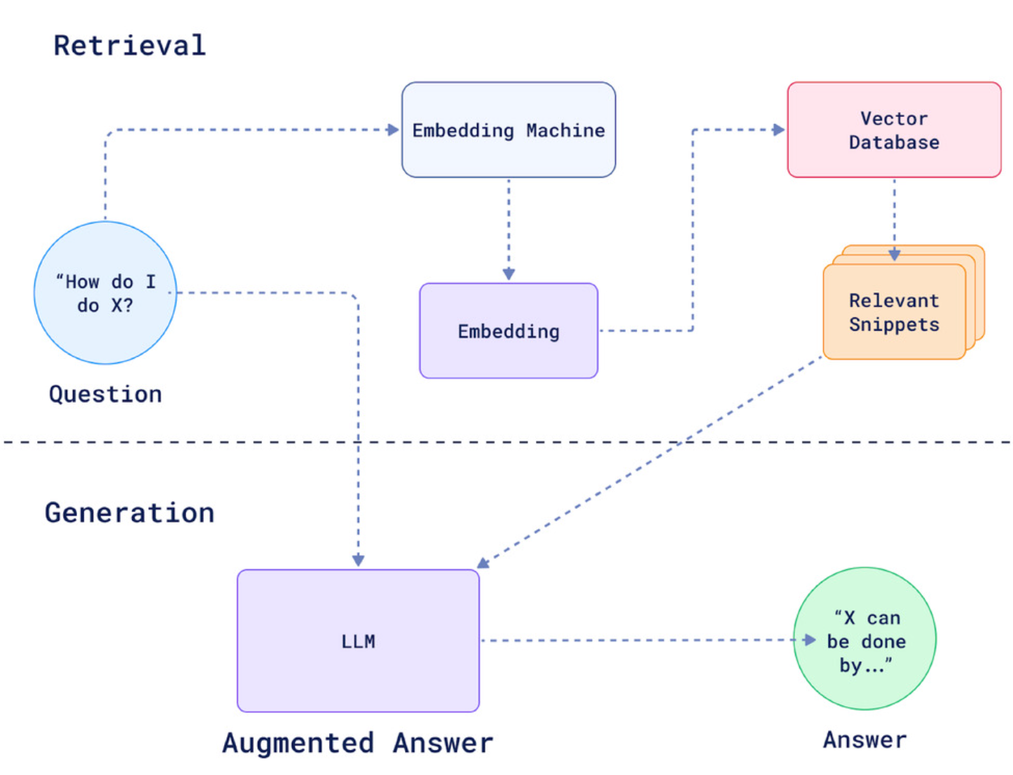 Retrieval
Embedding Machine
Vector
Database
“How do I
do X?
Question
Embedding
Relevant
Snippets
Generation
LLM
Augmented Answer
“X can
be done
by...”
Answer